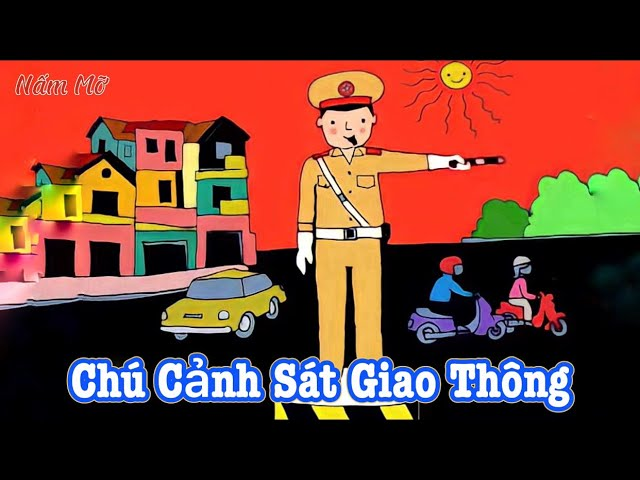 Nấm Mỡ
Chú Cảnh Sát Giao Thông